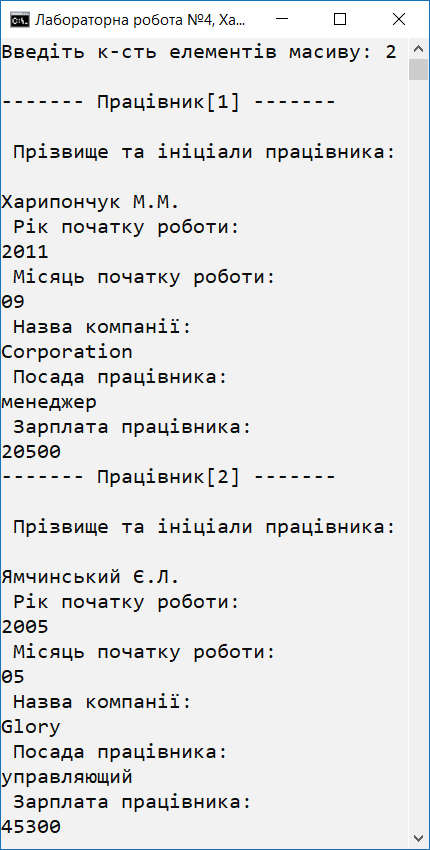 Лабораторна робота №4, Ха...
Введіть к-сть елементів масиву: 2
------- Працівник[1] -------
Прізвище та ініціали працівника:
Харипончук М.М.
Рік початку роботи:
2011
Місяць початку роботи:
09
Назва компанії:
Corporation
Посада працівника:
менеджер
Зарплата працівника:
20500
------- Працівник[2] -------
Прізвище та ініціали працівника:
Ямчинський Є.Л.
Рік початку роботи:
2005
Місяць початку роботи:
05
Назва компанії:
Glory
Посада працівника:
управляющий
Зарплата працівника:
45300